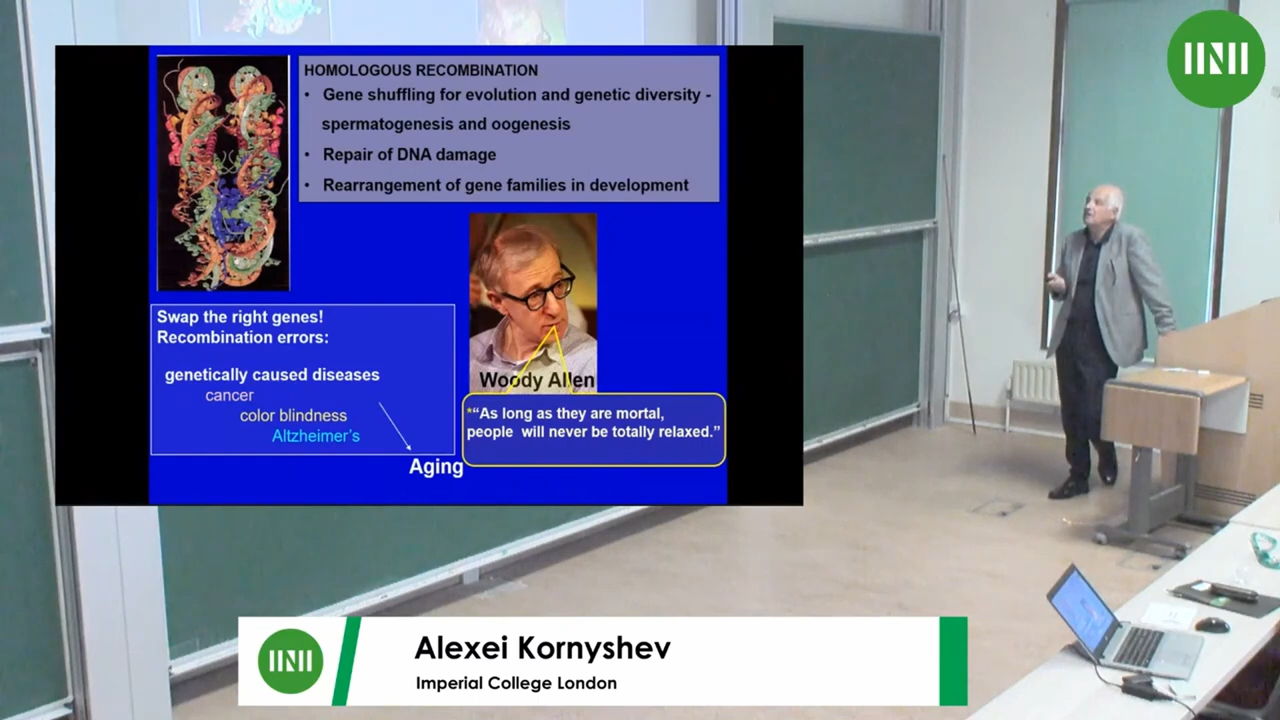 HOMOLOGOUS RECOMBINATION
• Gene shuffling for evolution and genetic diversity -
spermatogenesis and oogenesis
• Repair of DNA damage
• Rearrangement of gene families in development
Swap the right genes!
Recombination errors:
genetically caused diseases
cancer
color blindness
Altzheimer's
Aging
Woody Allen
*“As long as they are mortal,
people will never be totally relaxed.”
Alexei Kornyshev
Imperial College London